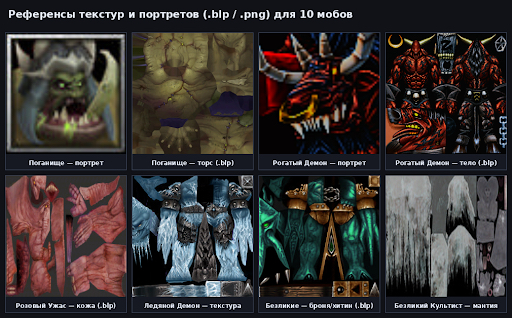 Референсы текстур и портретов (.blp / .png) для 10 мобов
Поганище — портрет
Поганище — торс (.blp)
Рогатый Демон — портрет
Рогатый Демон — тело (.blp)
Розовый Ужас — кожа (.blp)
Ледяной Демон — текстура
Безликие — броня/хитин (.blp)
Безликий Культист — мантия